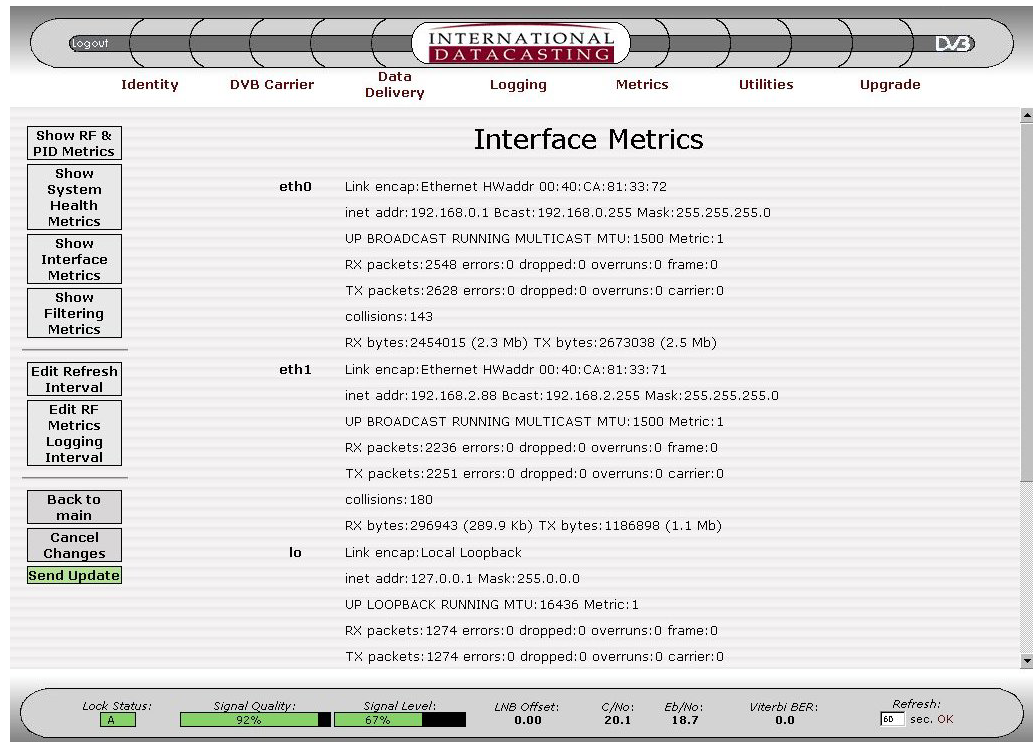 Logout
INTERNATIONAL
DATACASTING
DVB
Identity
DVB Carrier
Data
Delivery
Logging
Metrics
Utilities
Upgrade
Show RF &
PID Metrics
Show
System
Health
Metrics
Show
Interface
Metrics
Show
Filtering
Metrics
Edit Refresh
Interval
Edit RF
Metrics
Logging
Interval
Back to
main
Cancel
Changes
Send Update
Interface Metrics
eth0 Link encap:Ethernet HWaddr 00:40:CA:81:33:72
inet addr:192.168.0.1 Bcast:192.168.0.255 Mask:255.255.255.0
UP BROADCAST RUNNING MULTICAST MTU:1500 Metric:1
RX packets:2548 errors:0 dropped:0 overruns:0 frame:0
TX packets:2628 errors:0 dropped:0 overruns:0 carrier:0
collisions:143
RX bytes:2454015 (2.3 Mb) TX bytes:2673038 (2.5 Mb)
eth1 Link encap:Ethernet HWaddr 00:40:CA:81:33:71
inet addr:192.168.2.88 Bcast:192.168.2.255 Mask:255.255.255.0
UP BROADCAST RUNNING MULTICAST MTU:1500 Metric:1
RX packets:2236 errors:0 dropped:0 overruns:0 frame:0
TX packets:2251 errors:0 dropped:0 overruns:0 carrier:0
collisions:180
RX bytes:296943 (289.9 Kb) TX bytes:1186898 (1.1 Mb)
lo Link encap:Local Loopback
inet addr:127.0.0.1 Mask:255.0.0.0
UP LOOPBACK RUNNING MTU:16436 Metric:1
RX packets:1274 errors:0 dropped:0 overruns:0 frame:0
TX packets:1274 errors:0 dropped:0 overruns:0 carrier:0
Lock Status:
A
Signal Quality:
92%
Signal Level:
67%
LNB Offset:
0.00
C/No:
20.1
Eb/No:
18.7
Viterbi BER:
0.0
Refresh:
60 sec. OK